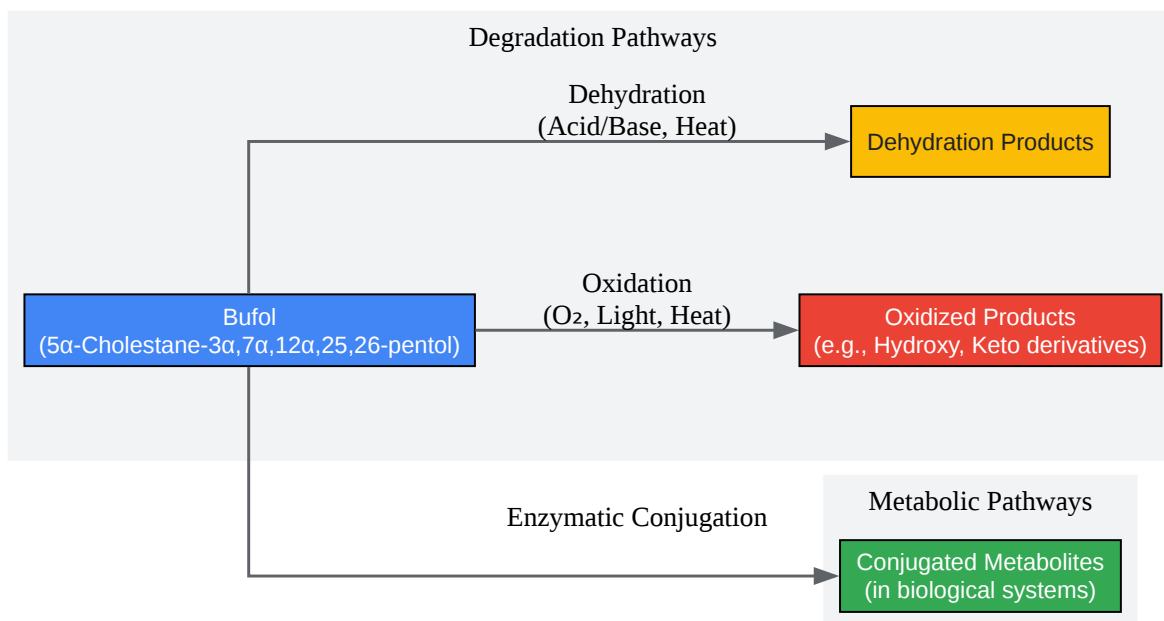 Degradation Pathways
Dehydration
(Acid/Base, Heat)
Dehydration Products
Oxidation
(O₂, Light, Heat)
Bufol
(5α-Cholestane-3α,7α,12α,25,26-pentol)
Oxidized Products
(e.g., Hydroxy, Keto derivatives)
Metabolic Pathways
Enzymatic Conjugation
Conjugated Metabolites
(in biological systems)